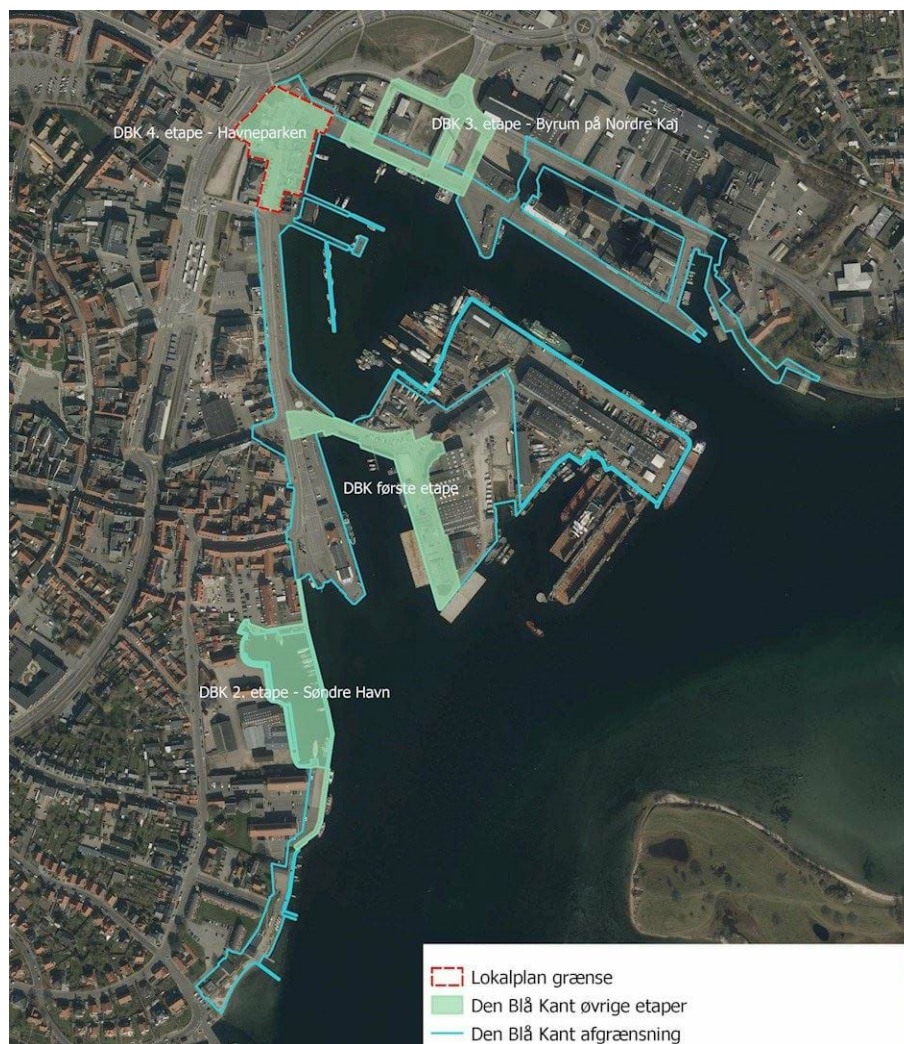 DBK 4. etape - Havneparken
DBK 3. etape - Byrum på Nordre Kaj
DBK første etape
DBK 2. etape - Søndre Havn
Lokalplan grænse
Den Blå Kant øvrige etaper
Den Blå Kant afgrænsning